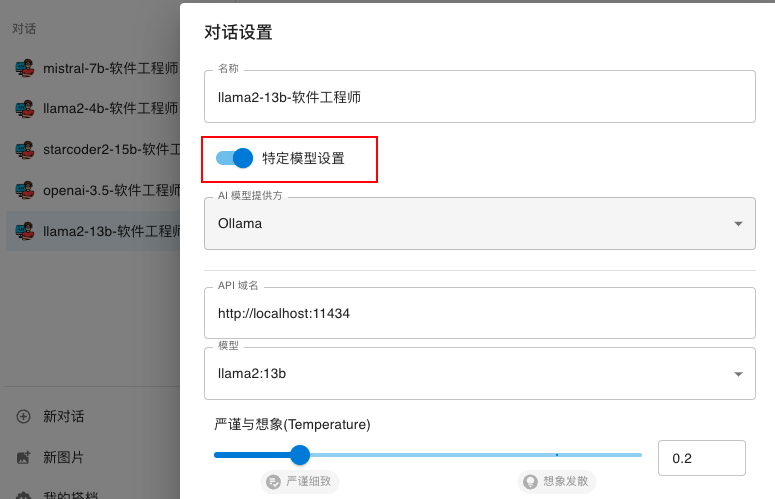 对话
mistral-7b-软件工程师
llama2-4b-软件工程师
starcoder2-15b-软件工
openai-3.5-软件工程师
llama2-13b-软件工程师
新对话
新图片
我的搭档
对话设置
名称
llama2-13b-软件工程师
特定模型设置
AI 模型提供方
Ollama
API 域名
http://localhost:11434
模型
llama2:13b
严谨与想象(Temperature)
0.2
严谨细致
想象发散